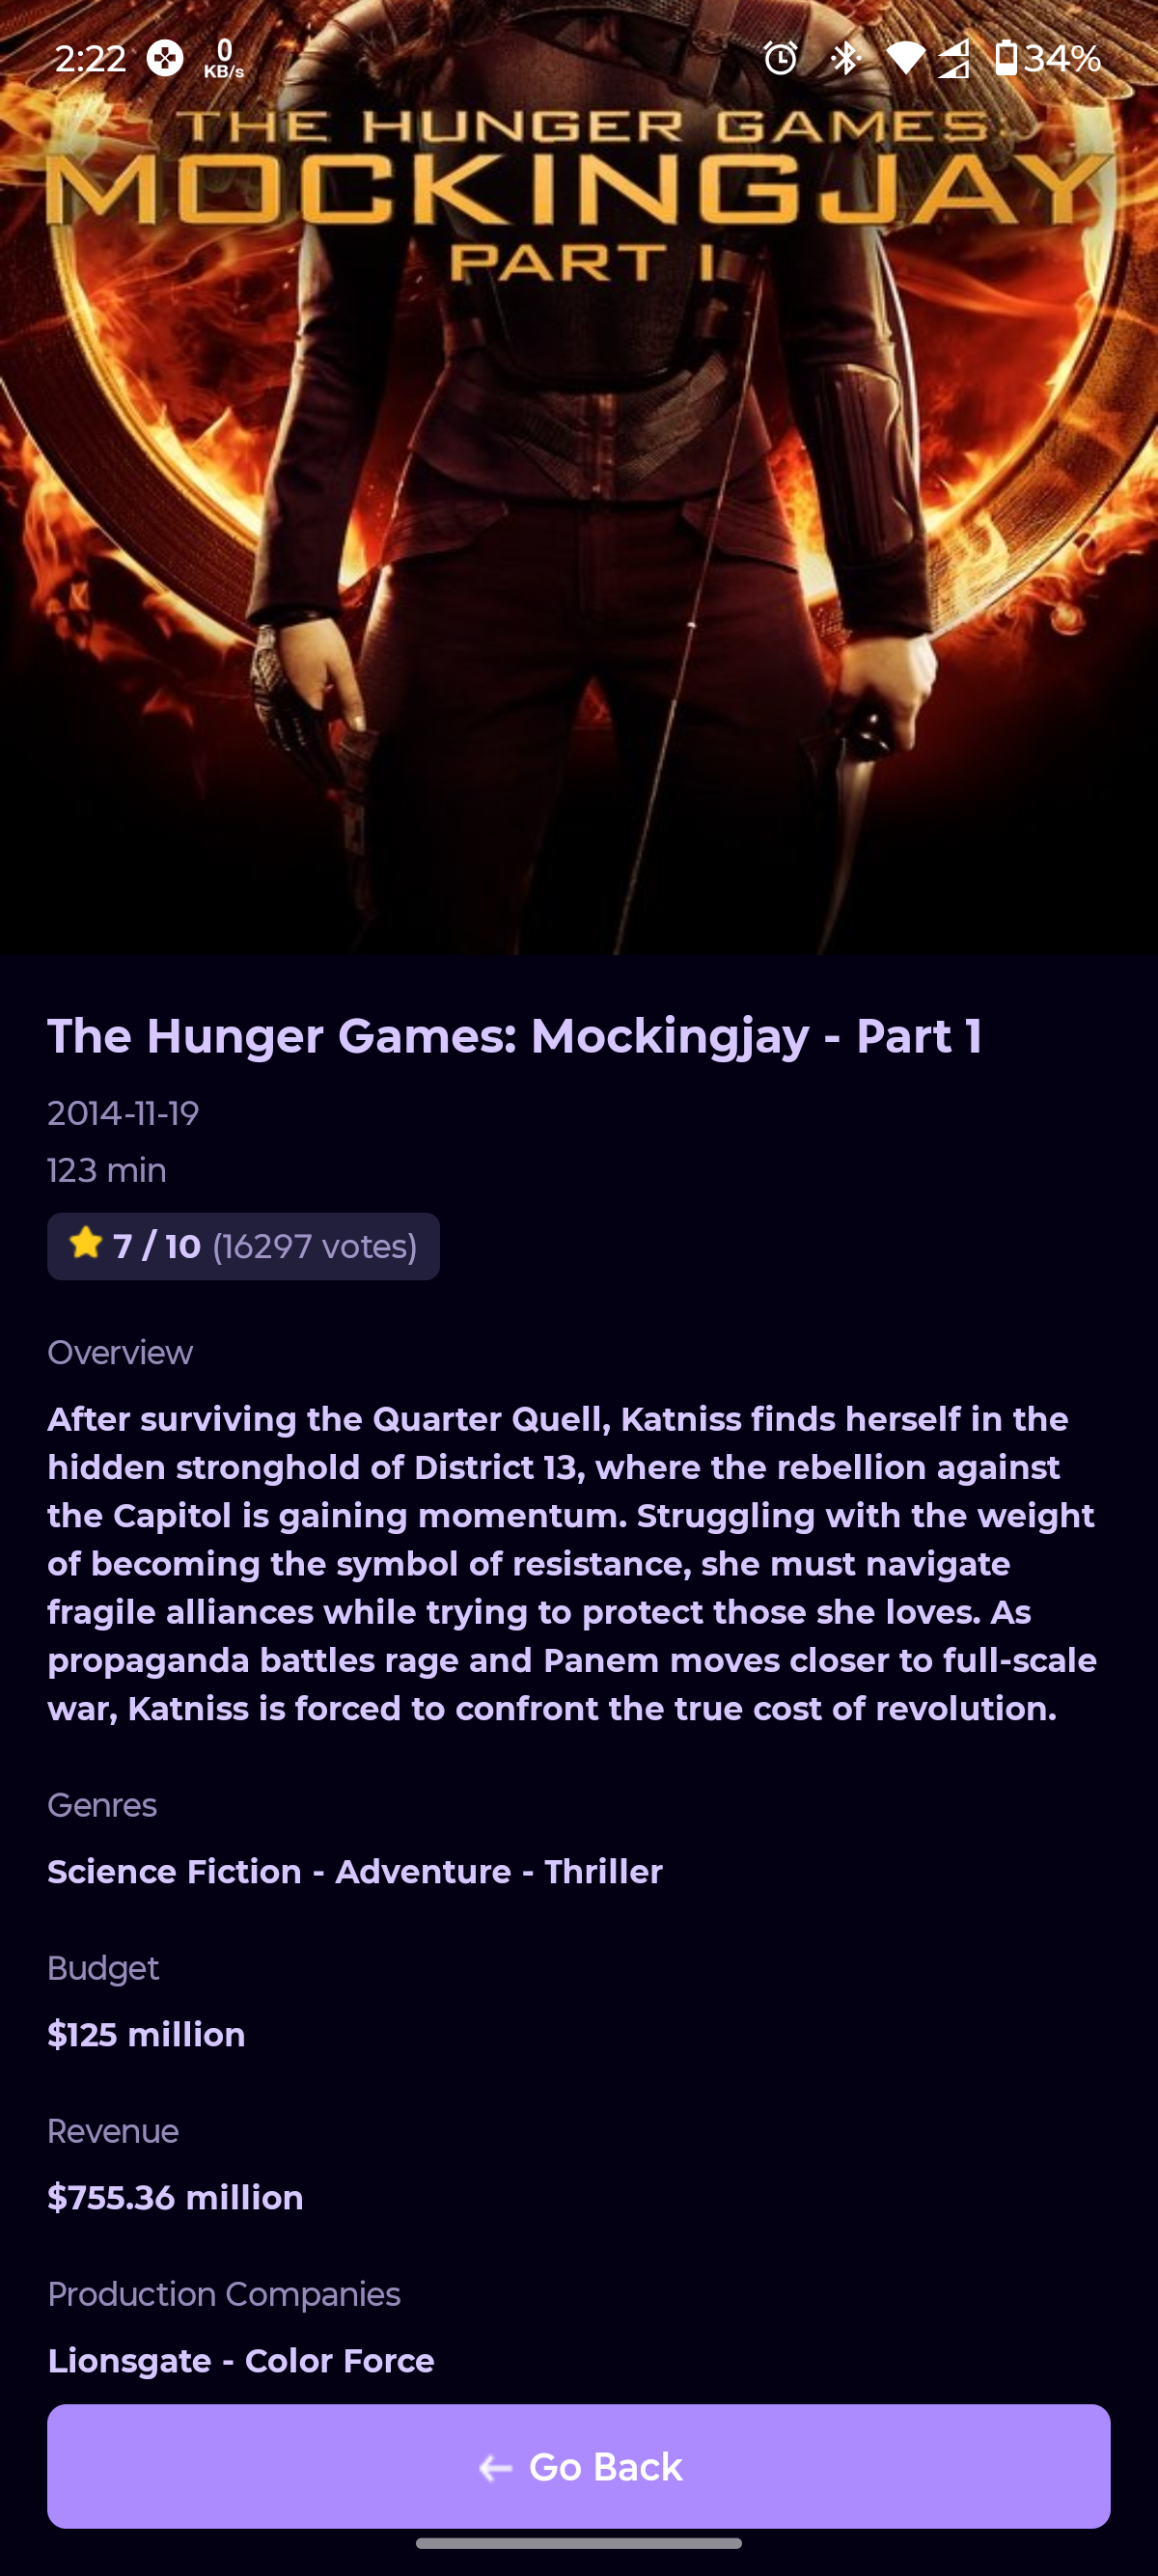 2:22 0 KB/s 34%
THE HUNGER GAMES:
MOCKINGJAY
PART 1
The Hunger Games: Mockingjay - Part 1
2014-11-19
123 min
7 / 10 (16297 votes)
Overview
After surviving the Quarter Quell, Katniss finds herself in the
hidden stronghold of District 13, where the rebellion against
the Capitol is gaining momentum. Struggling with the weight
of becoming the symbol of resistance, she must navigate
fragile alliances while trying to protect those she loves. As
propaganda battles rage and Panem moves closer to full-scale
war, Katniss is forced to confront the true cost of revolution.
Genres
Science Fiction - Adventure - Thriller
Budget
$125 million
Revenue
$755.36 million
Production Companies
Lionsgate - Color Force
← Go Back